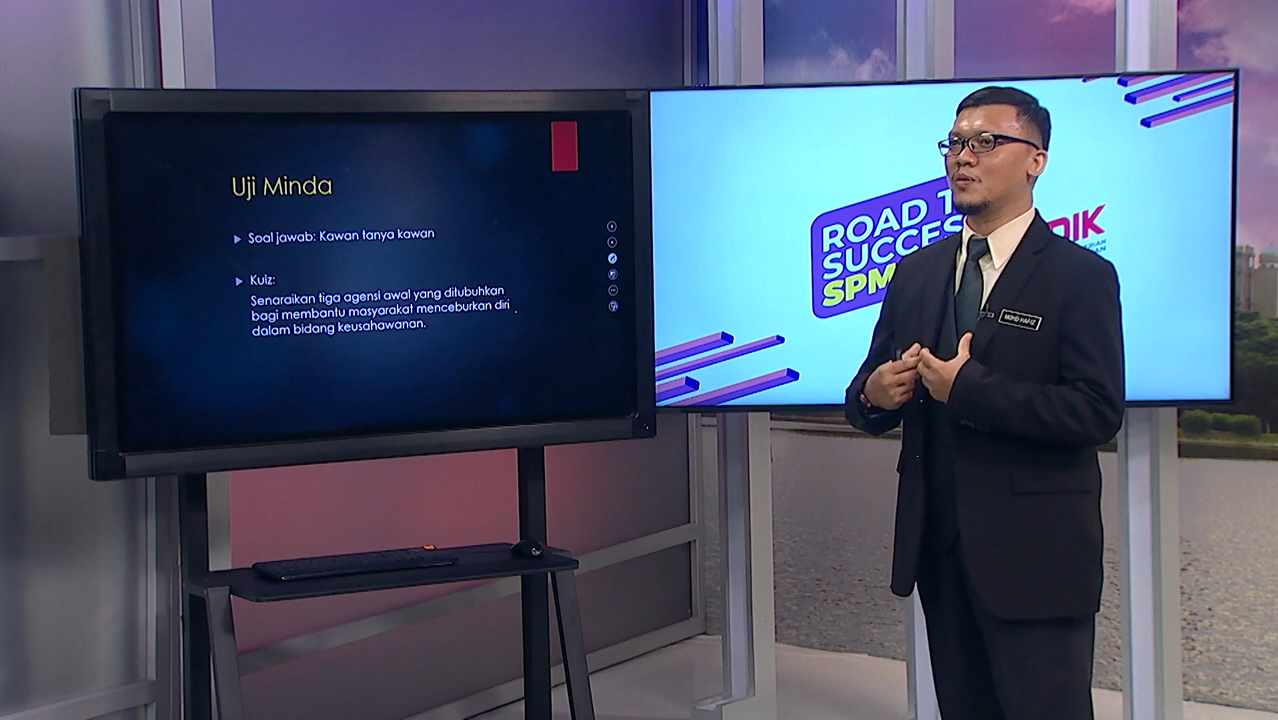 Uji Minda
Soal jawab: Kawan tanya kawan
Kuiz:
Senaraikan tiga agensi awal yang ditubuhkan
bagi membantu masyarakat menceburkan diri
dalam bidang keusahawanan.
ROAD T
SUCCES
SPM
DIK
MOHD HAFIZ